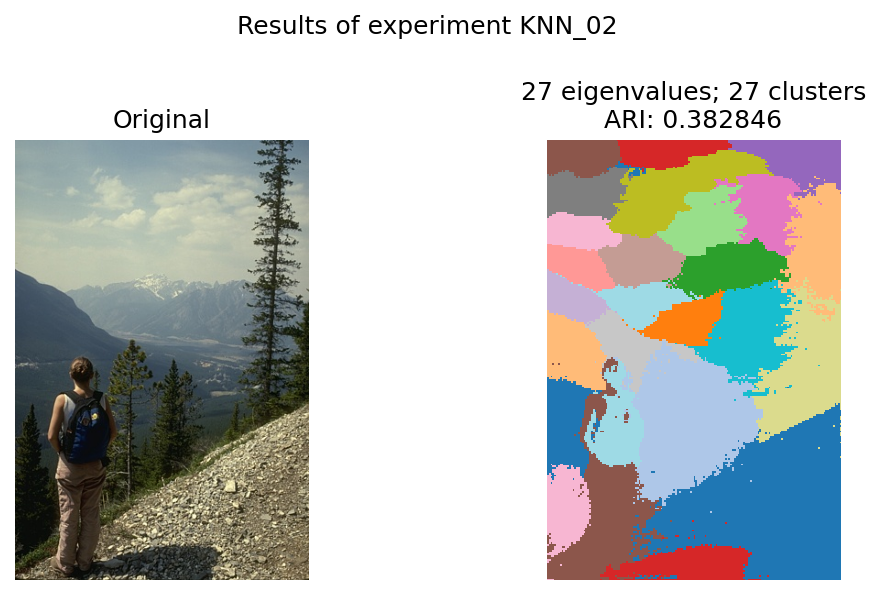 Results of experiment KNN_02
Original
27 eigenvalues; 27 clusters
ARI: 0.382846